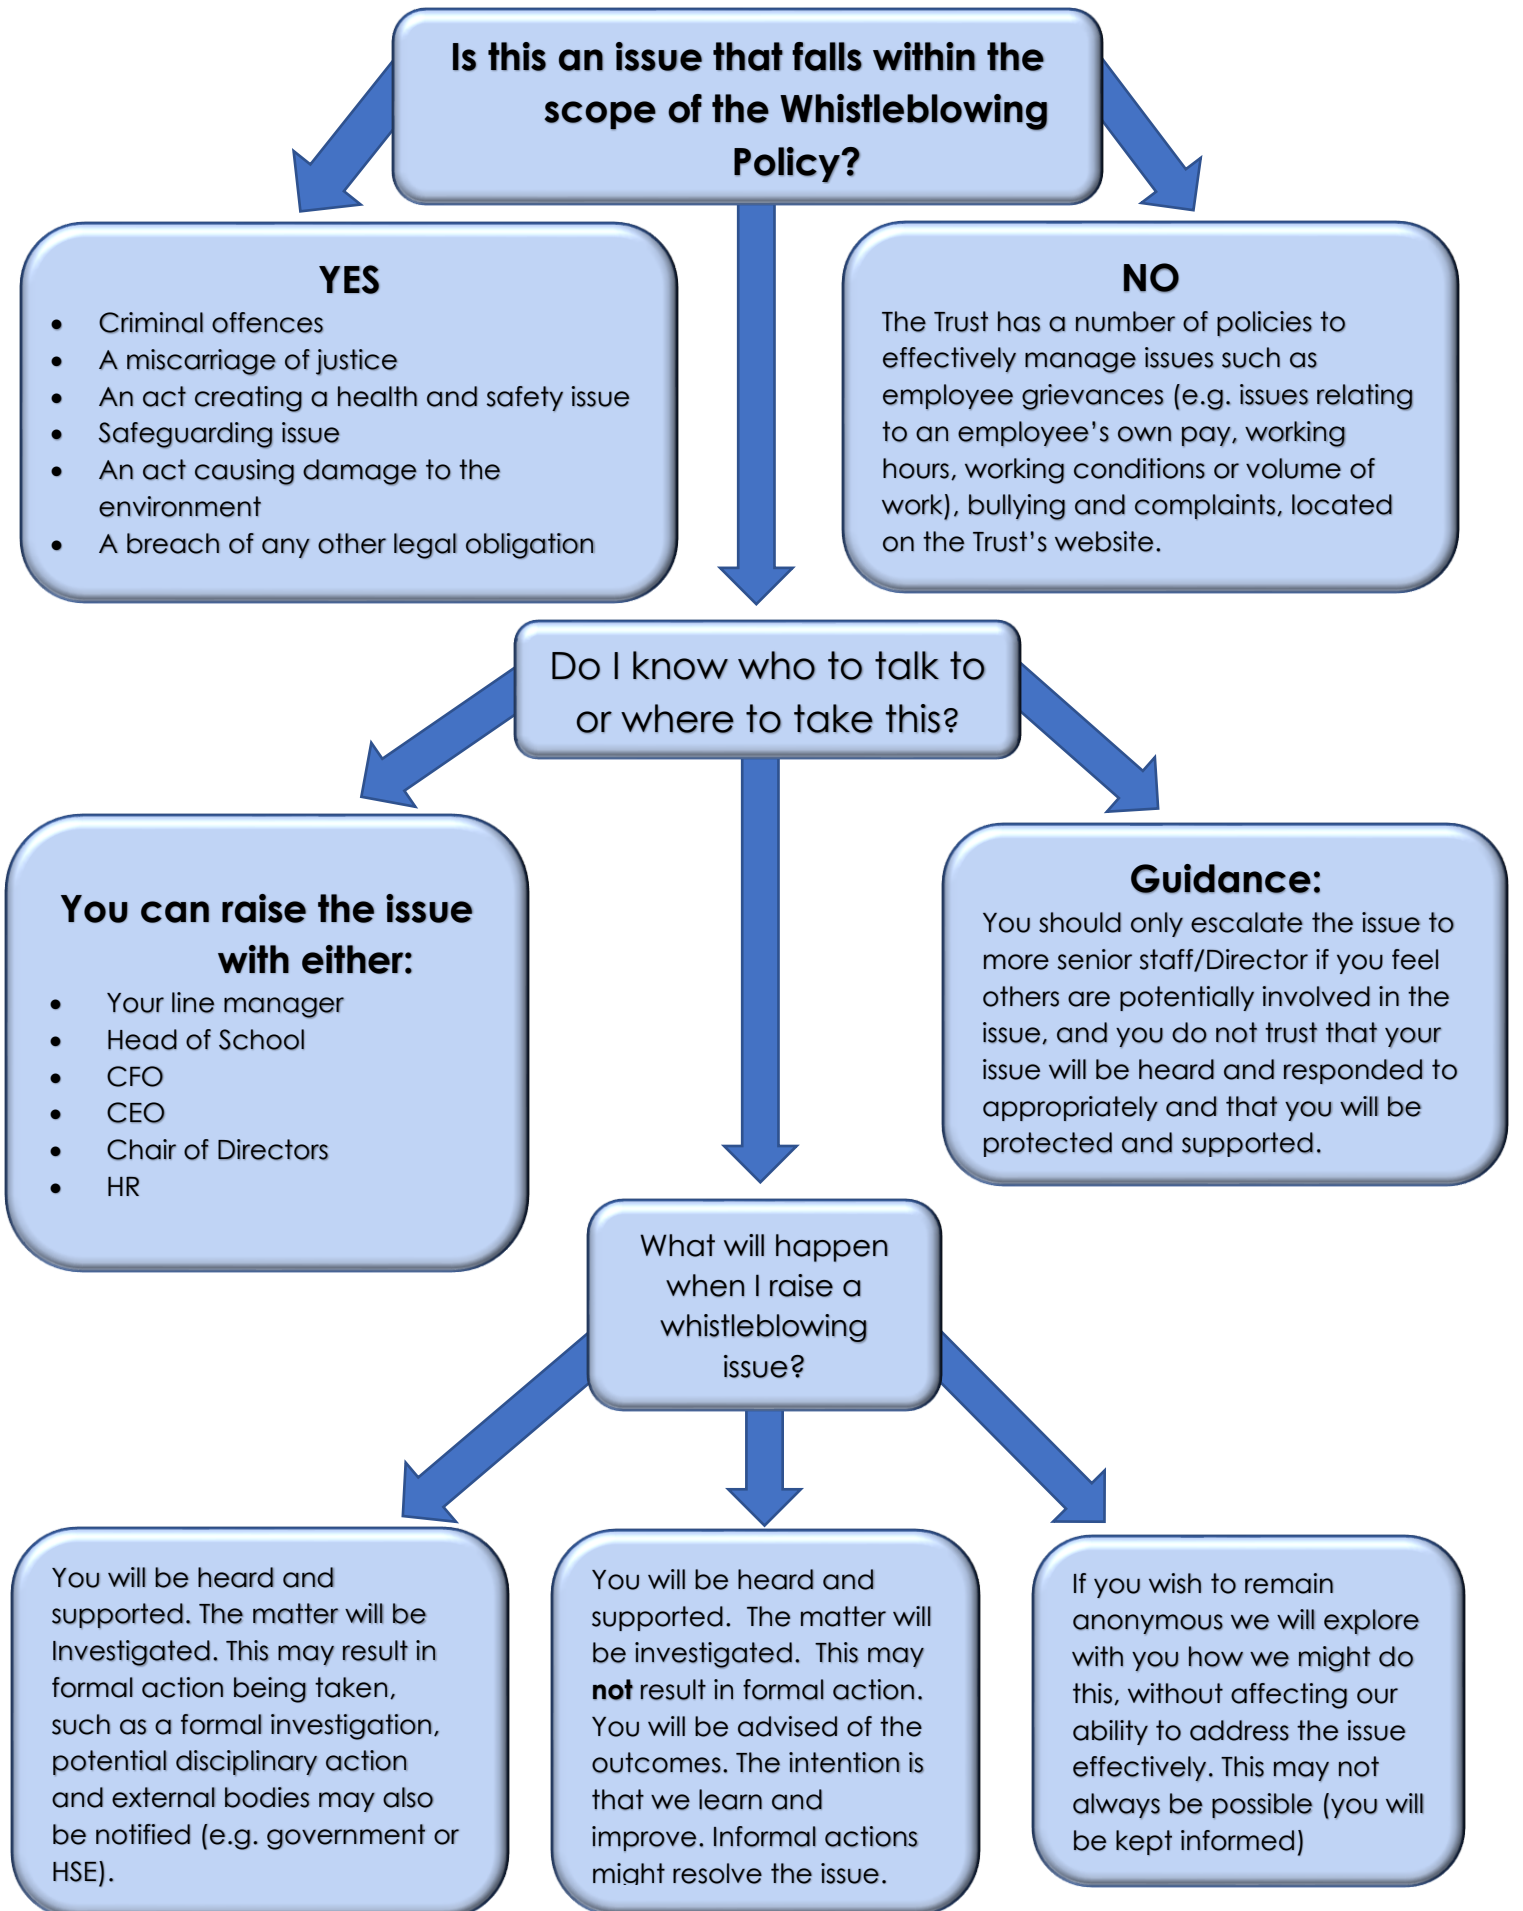 Is this an issue that falls within the
scope of the Whistleblowing
Policy?
YES
• Criminal offences
• A miscarriage of justice
• An act creating a health and safety issue
• Safeguarding issue
• An act causing damage to the
environment
• A breach of any other legal obligation
NO
The Trust has a number of policies to
effectively manage issues such as
employee grievances (e.g. issues relating
to an employee’s own pay, working
hours, working conditions or volume of
work), bullying and complaints, located
on the Trust’s website.
Do I know who to talk to
or where to take this?
You can raise the issue
with either:
• Your line manager
• Head of School
• CFO
• CEO
• Chair of Directors
• HR
Guidance:
You should only escalate the issue to
more senior staff/Director if you feel
others are potentially involved in the
issue, and you do not trust that your
issue will be heard and responded to
appropriately and that you will be
protected and supported.
What will happen
when I raise a
whistleblowing
issue?
You will be heard and
supported. The matter will be
Investigated. This may result in
formal action being taken,
such as a formal investigation,
potential disciplinary action
and external bodies may also
be notified (e.g. government or
HSE).
You will be heard and
supported.  The matter will
be investigated.  This may
not result in formal action.
You will be advised of the
outcomes. The intention is
that we learn and
improve. Informal actions
might resolve the issue.
If you wish to remain
anonymous we will explore
with you how we might do
this, without affecting our
ability to address the issue
effectively. This may not
always be possible (you will
be kept informed)